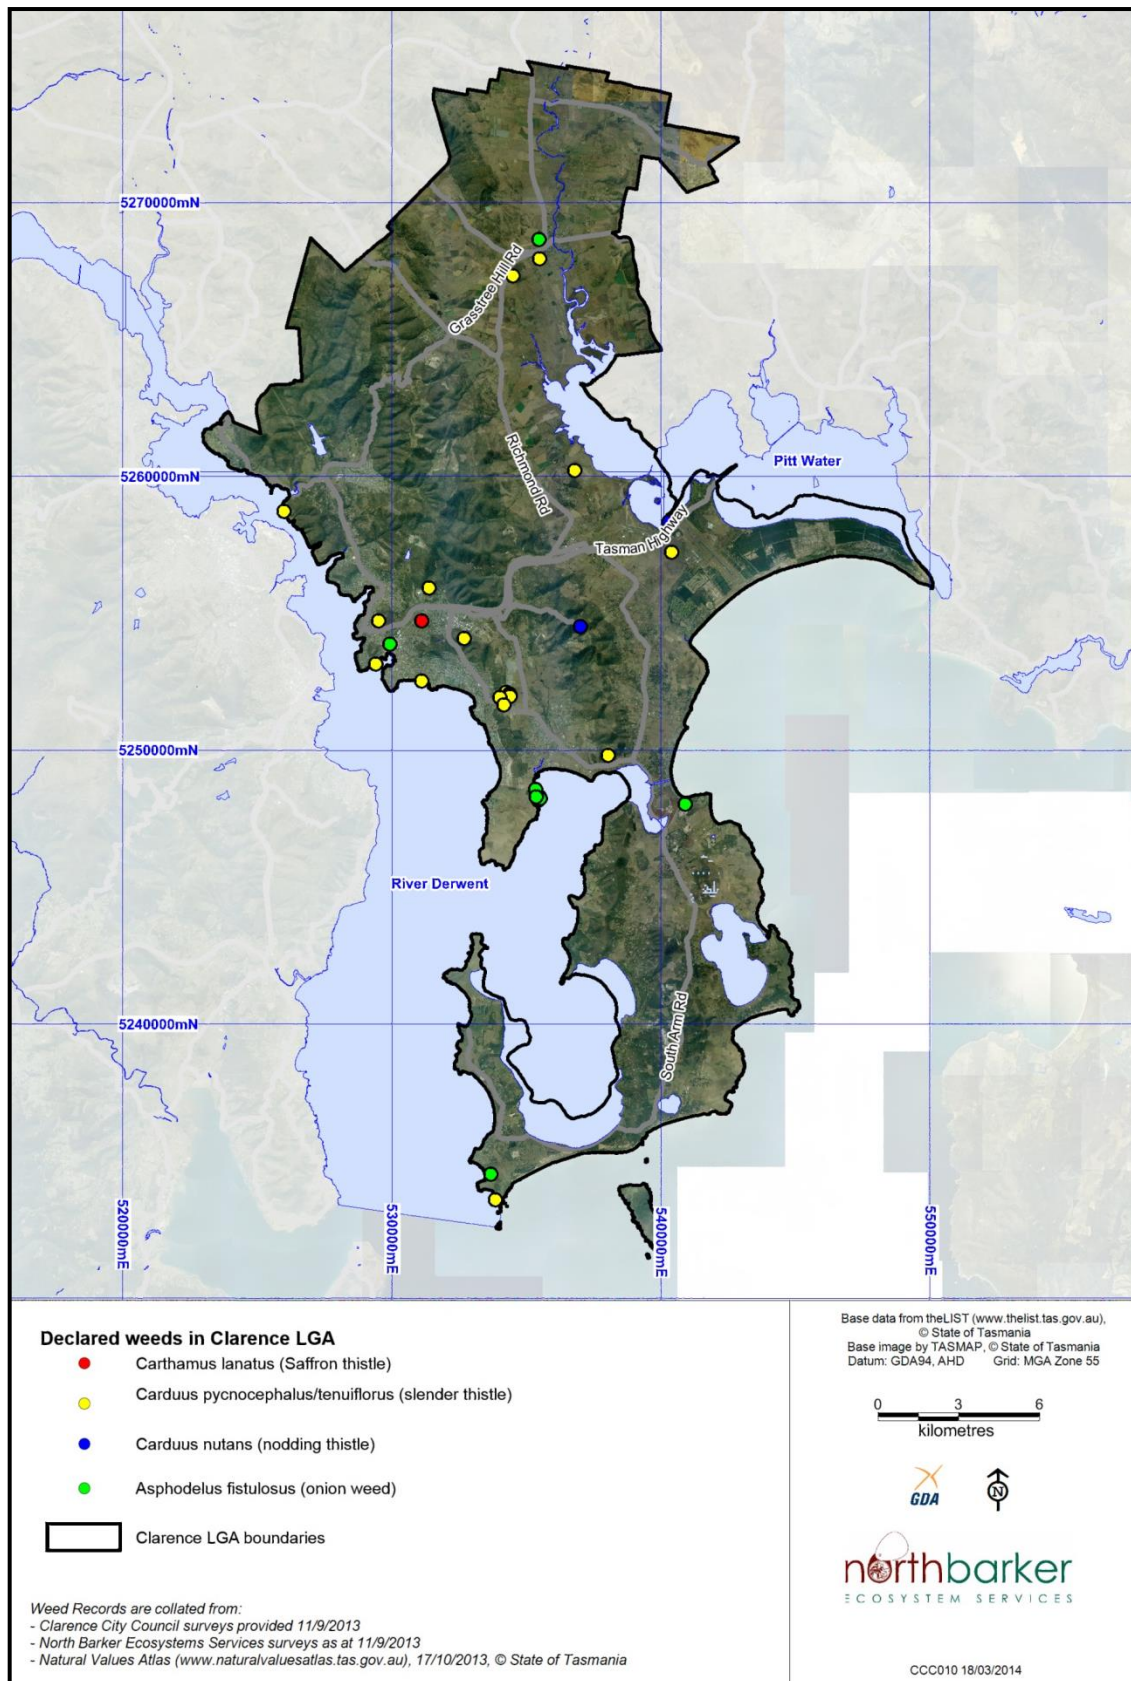 5270000mN
Grasstree Hill Rd
5260000mN
Richmond Rd
Pitt Water
Tasman Highway
5250000mN
River Derwent
5240000mN
South Arm Rd
520000mE
530000mE
540000mE
550000mE
Declared weeds in Clarence LGA
Carthamus lanatus (Saffron thistle)
Carduus pycnocephalus/tenuiflorus (slender thistle)
Carduus nutans (nodding thistle)
Asphodelus fistulosus (onion weed)
Clarence LGA boundaries
Weed Records are collated from:
- Clarence City Council surveys provided 11/9/2013
- North Barker Ecosystems Services surveys as at 11/9/2013
- Natural Values Atlas (www.naturalvaluesatlas.tas.gov.au), 17/10/2013, © State of Tasmania
Base data from theLIST (www.thelist.tas.gov.au),
© State of Tasmania
Base image by TASMAP, © State of Tasmania
Datum: GDA94, AHD Grid: MGA Zone 55
0 3 6
kilometres
GDA
N
northbarker
ECOSYSTEM SERVICES
CCC010 18/03/2014